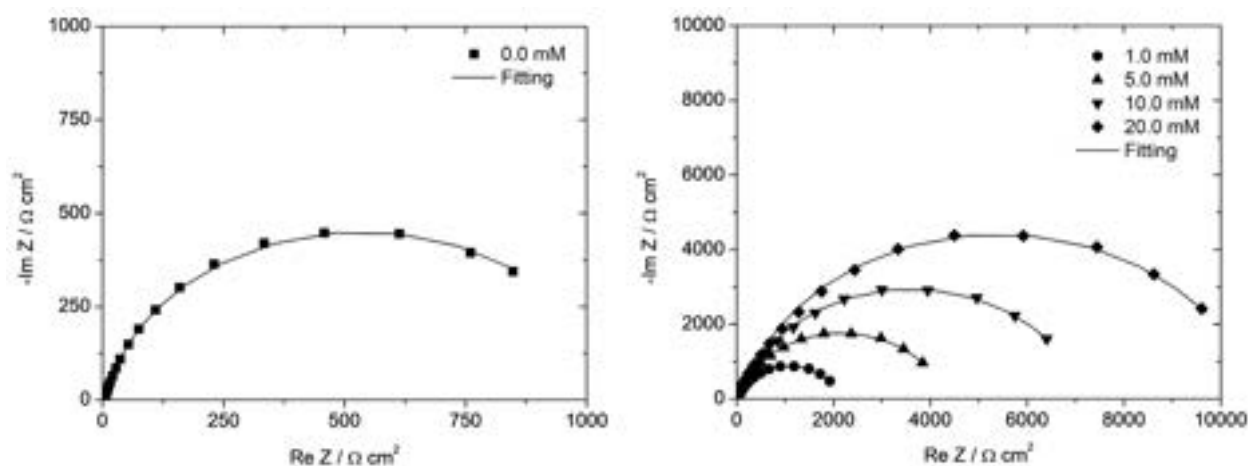 1000
750
500
250
0
-Im Z / Ω cm²
0.0 mM
Fitting
0 250 500 750 1000
Re Z / Ω cm²
10000
8000
6000
4000
2000
0
-Im Z / Ω cm²
1.0 mM
5.0 mM
10.0 mM
20.0 mM
Fitting
0 2000 4000 6000 8000 10000
Re Z / Ω cm²